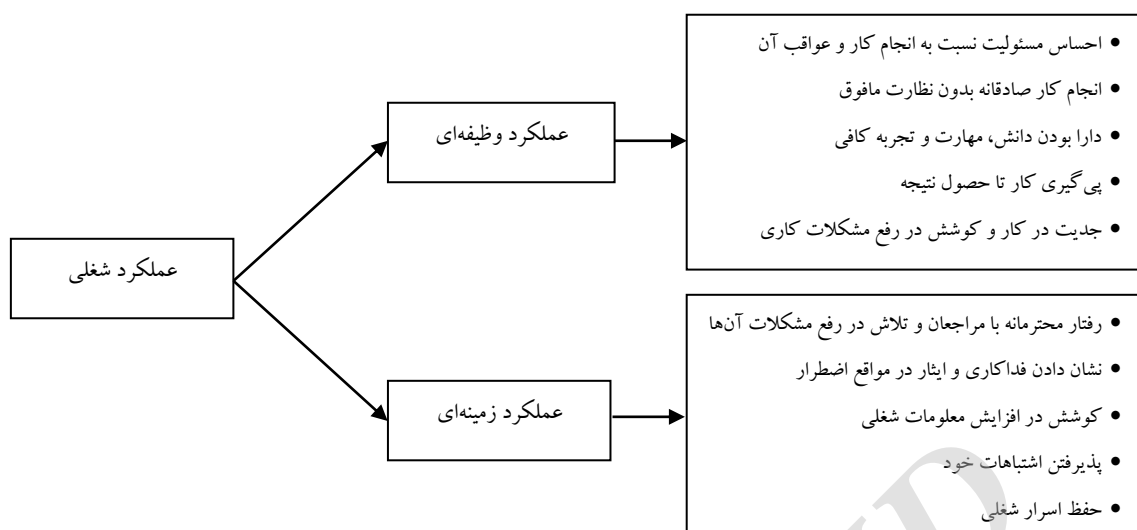 عملکرد شغلی
عملکرد وظیفه‌ای
• احساس مسئولیت نسبت به انجام کار و عواقب آن
• انجام کار صادقانه بدون نظارت مافوق
• دارا بودن دانش، مهارت و تجربه کافی
• پی‌گیری کار تا حصول نتیجه
• جدیت در کار و کوشش در رفع مشکلات کاری
عملکرد زمینه‌ای
• رفتار محترمانه با مراجعان و تلاش در رفع مشکلات آن‌ها
• نشان دادن فداکاری و ایثار در مواقع اضطرار
• کوشش در افزایش معلومات شغلی
• پذیرفتن اشتباهات خود
• حفظ اسرار شغلی